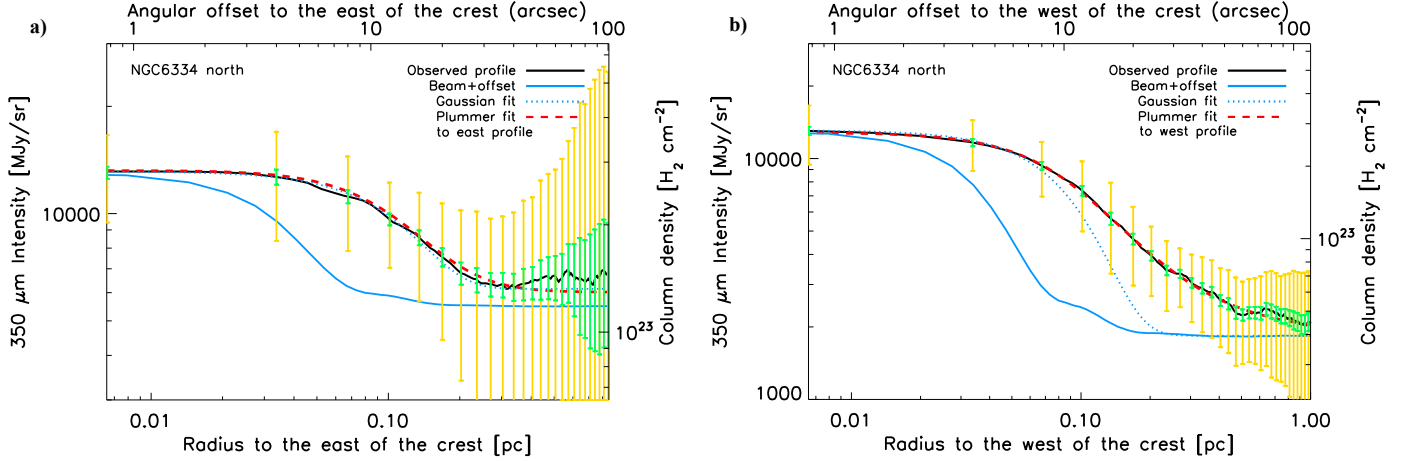 a)
Angular offset to the east of the crest (arcsec)
1 10 100
NGC6334 north
Observed profile
Beam+offset
Gaussian fit
Plummer fit
to east profile
350 μm Intensity [MJy/sr]
10000
Column density [H2 cm-2]
10²³
0.01 0.10
Radius to the east of the crest [pc]
b)
Angular offset to the west of the crest (arcsec)
1 10 100
NGC6334 north
Observed profile
Beam+offset
Gaussian fit
Plummer fit
to west profile
350 μm Intensity [MJy/sr]
10000
1000
Column density [H2 cm-2]
10²³
0.01 0.10 1.00
Radius to the west of the crest [pc]